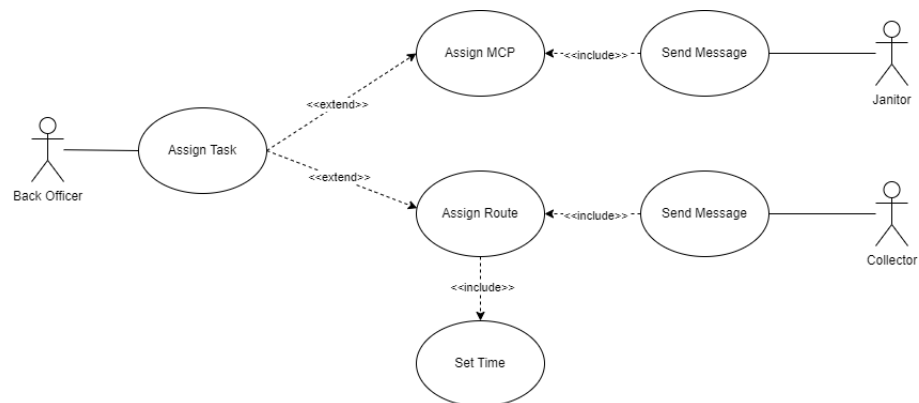 Assign MCP
<<include>>
Send Message
Janitor
<<extend>>
Back Officer
Assign Task
<<extend>>
Assign Route
<<include>>
Send Message
Collector
<<include>>
Set Time